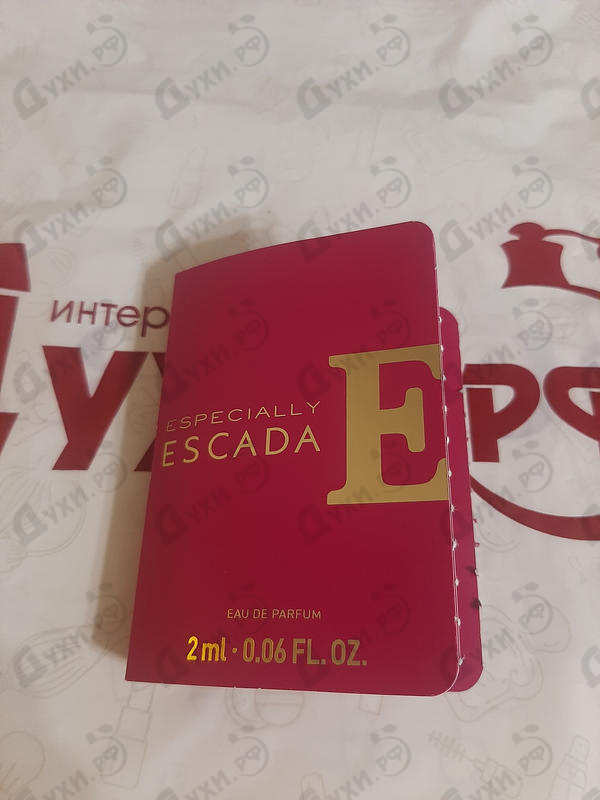 интер
Духи.РФ
ESPECIALLY
ESCADA
E
EAU DE PARFUM
2 ml · 0.06 FL. OZ.